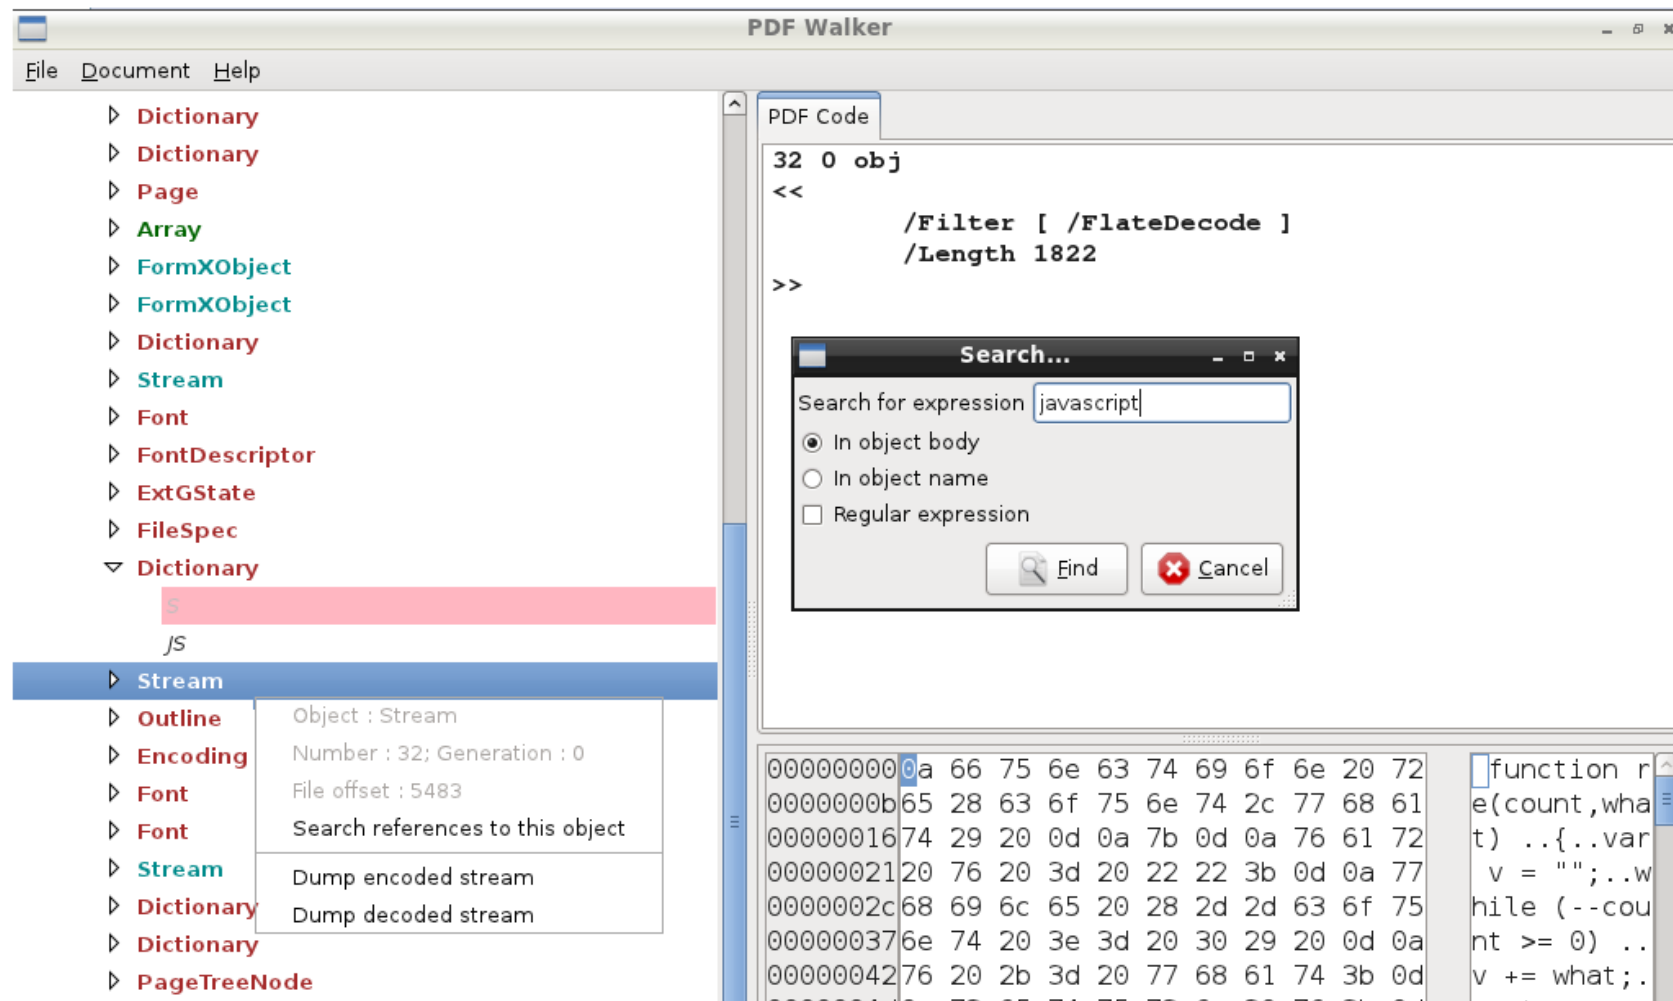 PDF Walker
File Document Help
Dictionary
Dictionary
Page
Array
FormXObject
FormXObject
Dictionary
Stream
Font
FontDescriptor
ExtGState
FileSpec
Dictionary
S
JS
Stream
Outline
Encoding
Font
Font
Stream
Dictionary
Dictionary
PageTreeNode
Object : Stream
Number : 32; Generation : 0
File offset : 5483
Search references to this object
Dump encoded stream
Dump decoded stream
PDF Code
32 0 obj
<<
/Filter [ /FlateDecode ]
/Length 1822
>>
Search...
Search for expression javascript
In object body
In object name
Regular expression
Find Cancel
00000000 0a 66 75 6e 63 74 69 6f 6e 20 72 function r
0000000b 65 28 63 6f 75 6e 74 2c 77 68 61 e(count,wha
00000016 74 29 20 0d 0a 7b 0d 0a 76 61 72 t) ..{..var
00000021 20 76 20 3d 20 22 22 3b 0d 0a 77 v = "";..w
0000002c 68 69 6c 65 20 28 2d 2d 63 6f 75 hile (--cou
00000037 6e 74 20 3e 3d 20 30 29 20 0d 0a nt >= 0) ..
00000042 76 20 2b 3d 20 77 68 61 74 3b 0d v += what;.